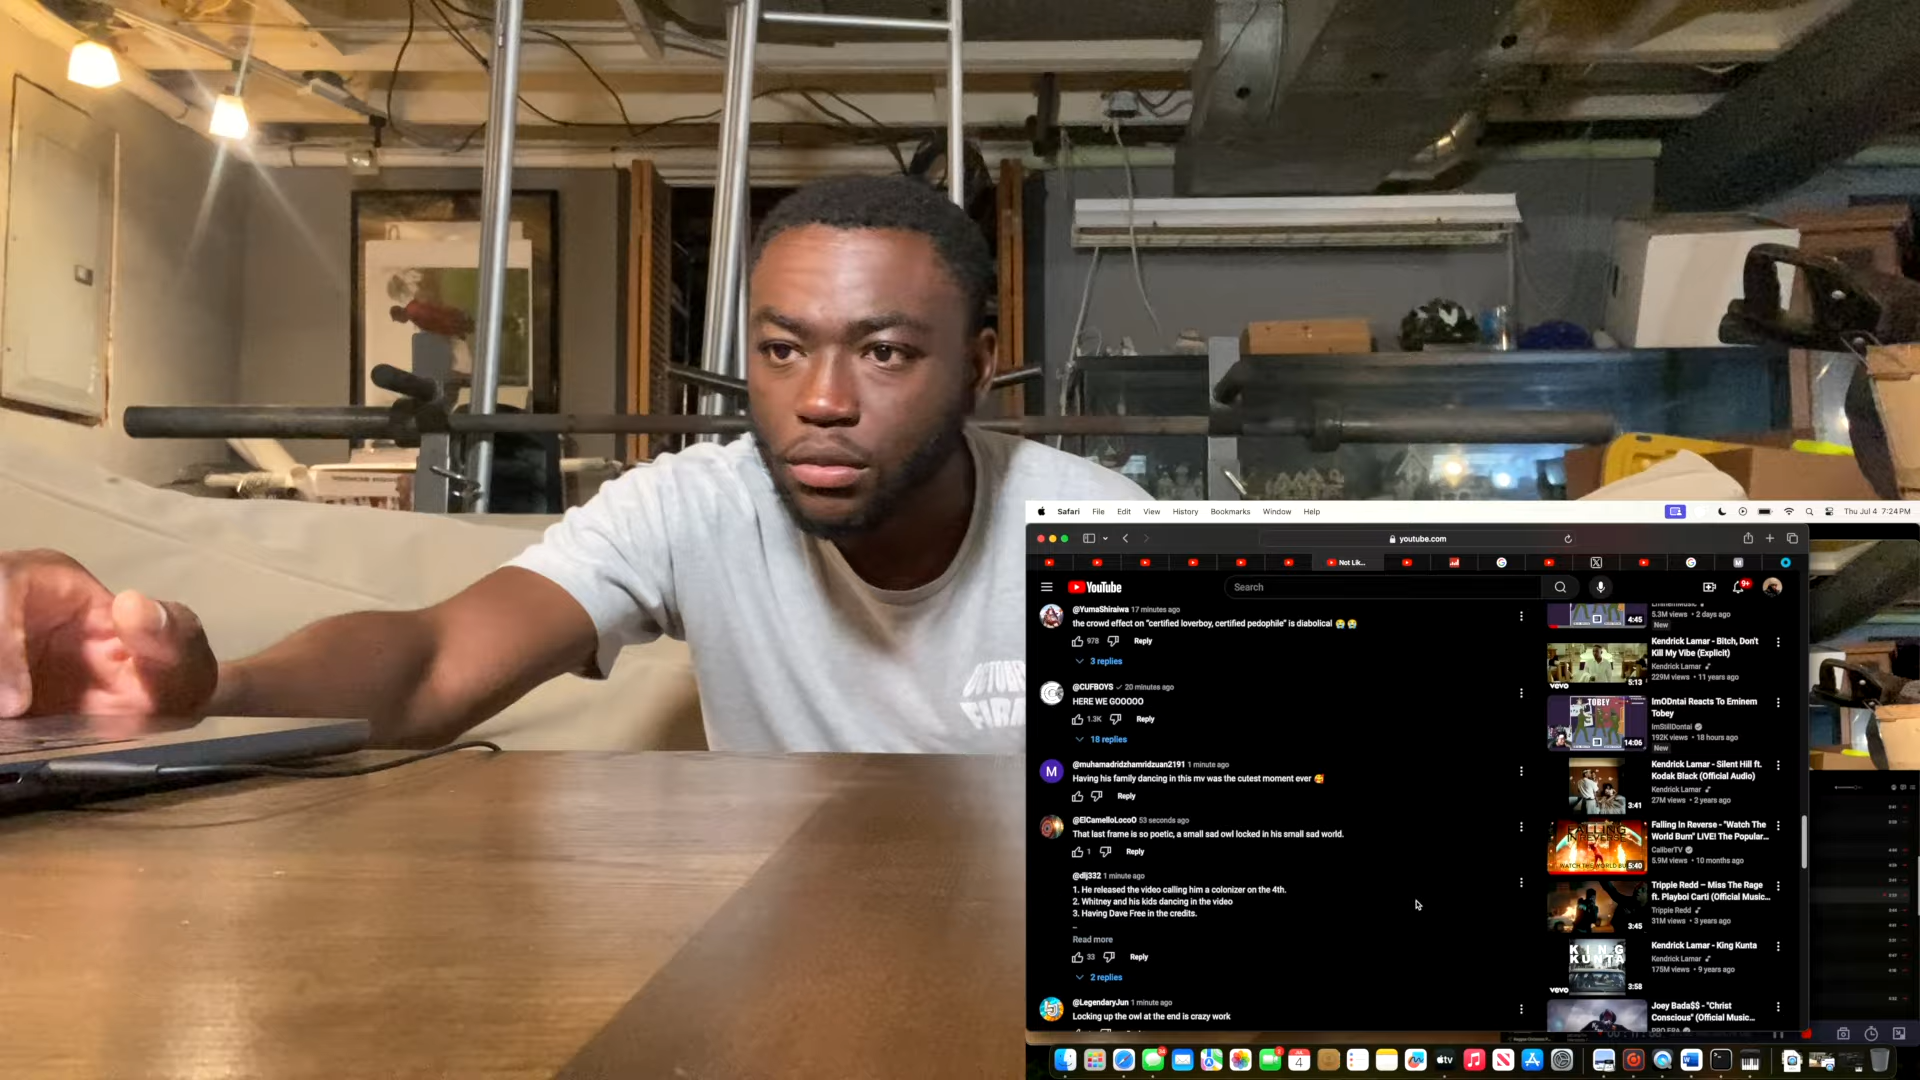 OCTOBER
FIRM
Safari File Edit View History Bookmarks Window Help
Thu Jul 4 7:24 PM
youtube.com
Not Lik...
YouTube
Search
9+
@YumaShiraiwa 17 minutes ago
the crowd effect on "certified loverboy, certified pedophile" is diabolical 😭 😭
978 Reply
3 replies
@CUFBOYS 20 minutes ago
HERE WE GOOOOO
1.3K Reply
18 replies
M
@muhamadridzhamridzuan2191 1 minute ago
Having his family dancing in this mv was the cutest moment ever 🥰
Reply
@ElCamelloLocoO 53 seconds ago
That last frame is so poetic, a small sad owl locked in his small sad world.
1 Reply
@dlj332 1 minute ago
1. He released the video calling him a colonizer on the 4th.
2. Whitney and his kids dancing in the video
3. Having Dave Free in the credits.
Read more
33 Reply
2 replies
@LegendaryJun 1 minute ago
Locking up the owl at the end is crazy work
4:45
5.3M views • 2 days ago
New
vevo
5:13
Kendrick Lamar - Bitch, Don't
Kill My Vibe (Explicit)
Kendrick Lamar
229M views • 11 years ago
TOBEY
14:06
ImDOntai Reacts To Eminem
Tobey
ImStillDontai
192K views • 18 hours ago
New
3:41
Kendrick Lamar - Silent Hill ft.
Kodak Black (Official Audio)
Kendrick Lamar
27M views • 2 years ago
5:40
Falling In Reverse - "Watch The
World Burn" LIVE! The Popular...
CaliberTV
5.9M views • 10 months ago
3:45
Trippie Redd – Miss The Rage
ft. Playboi Carti (Official Music...
Trippie Redd
31M views • 3 years ago
KING
KUNTA
vevo
3:58
Kendrick Lamar - King Kunta
Kendrick Lamar
175M views • 9 years ago
Joey Bada$$ - "Christ
Conscious" (Official Music...
PRO ERA
4
tv
W